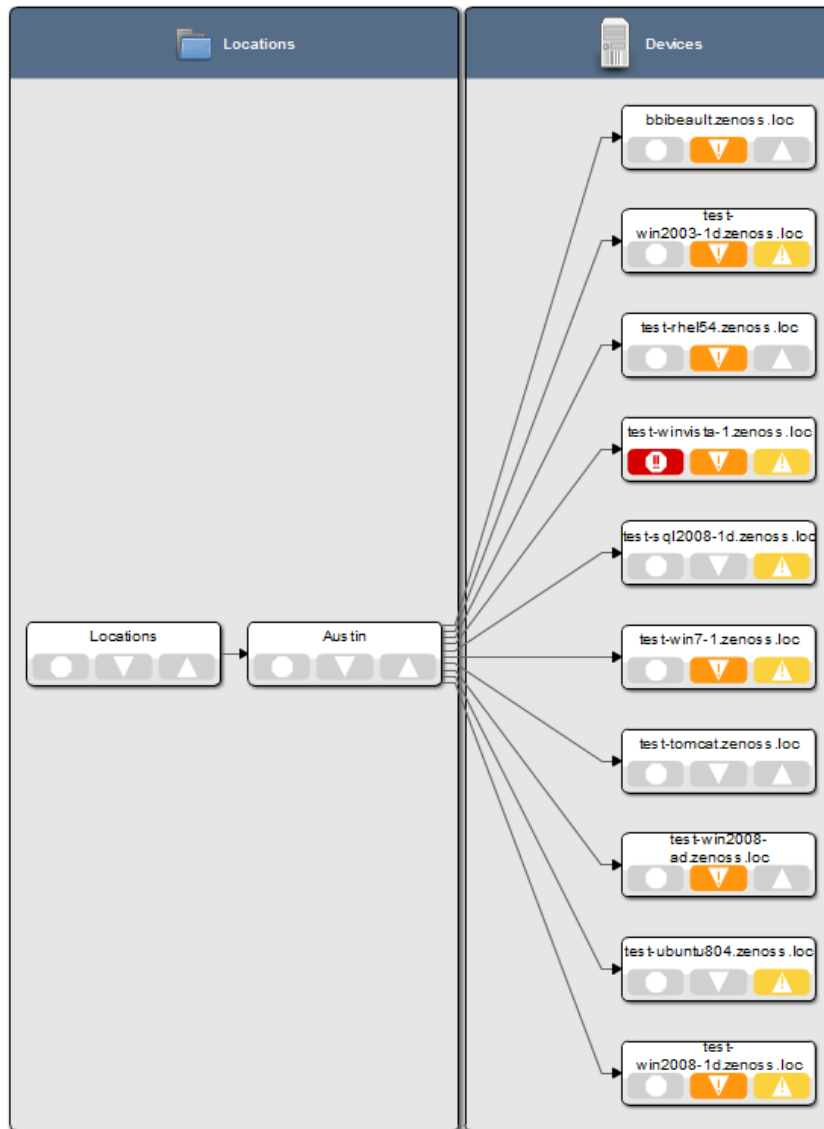 Locations
Devices
bbibeault.zenoss.loc
test-
win2003-1d.zenoss.loc
test-rhel54.zenoss.loc
test-winvista-1.zenoss.loc
test-sql2008-1d.zenoss.loc
Locations
Austin
test-win7-1.zenoss.loc
test-tomcat.zenoss.loc
test-win2008-
ad.zenoss.loc
test-ubuntu804.zenoss.loc
test-
win2008-1d.zenoss.loc